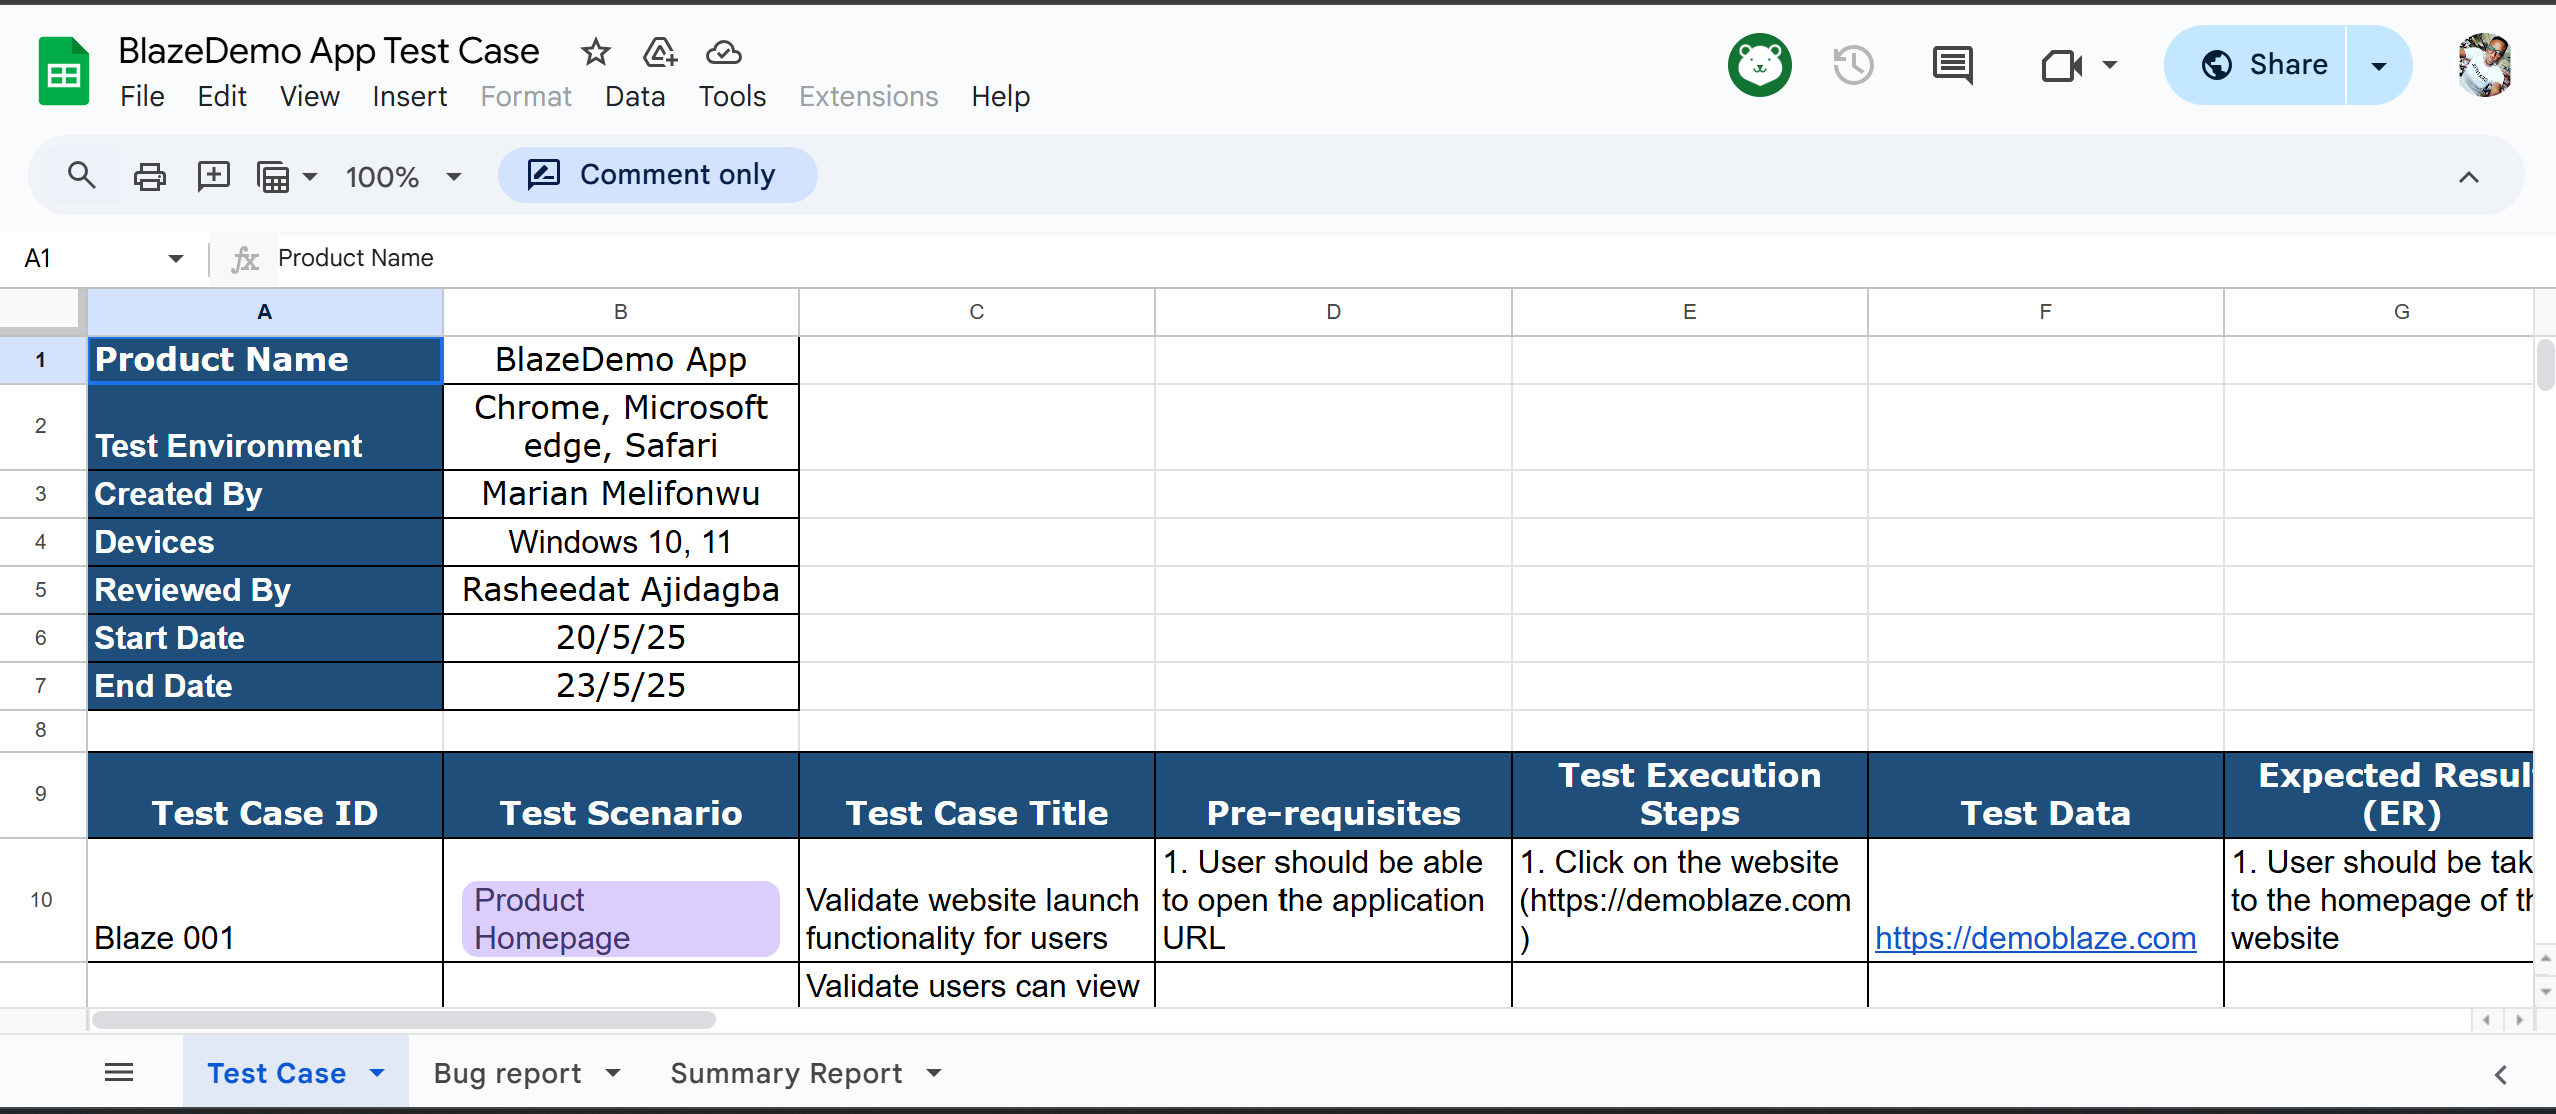 BlazeDemo App Test Case
File Edit View Insert Format Data Tools Extensions Help
Share
100% Comment only
A1 fx Product Name
A B C D E F G
1 Product Name BlazeDemo App
2 Test Environment Chrome, Microsoft
edge, Safari
3 Created By Marian Melifonwu
4 Devices Windows 10, 11
5 Reviewed By Rasheedat Ajidagba
6 Start Date 20/5/25
7 End Date 23/5/25
8
9 Test Case ID Test Scenario Test Case Title Pre-requisites Test Execution
Steps Test Data Expected Resul
(ER)
10 Blaze 001 Product
Homepage Validate website launch
functionality for users 1. User should be able
to open the application
URL 1. Click on the website
(https://demoblaze.com
) https://demoblaze.com 1. User should be tak
to the homepage of th
website
Validate users can view
Test Case Bug report Summary Report